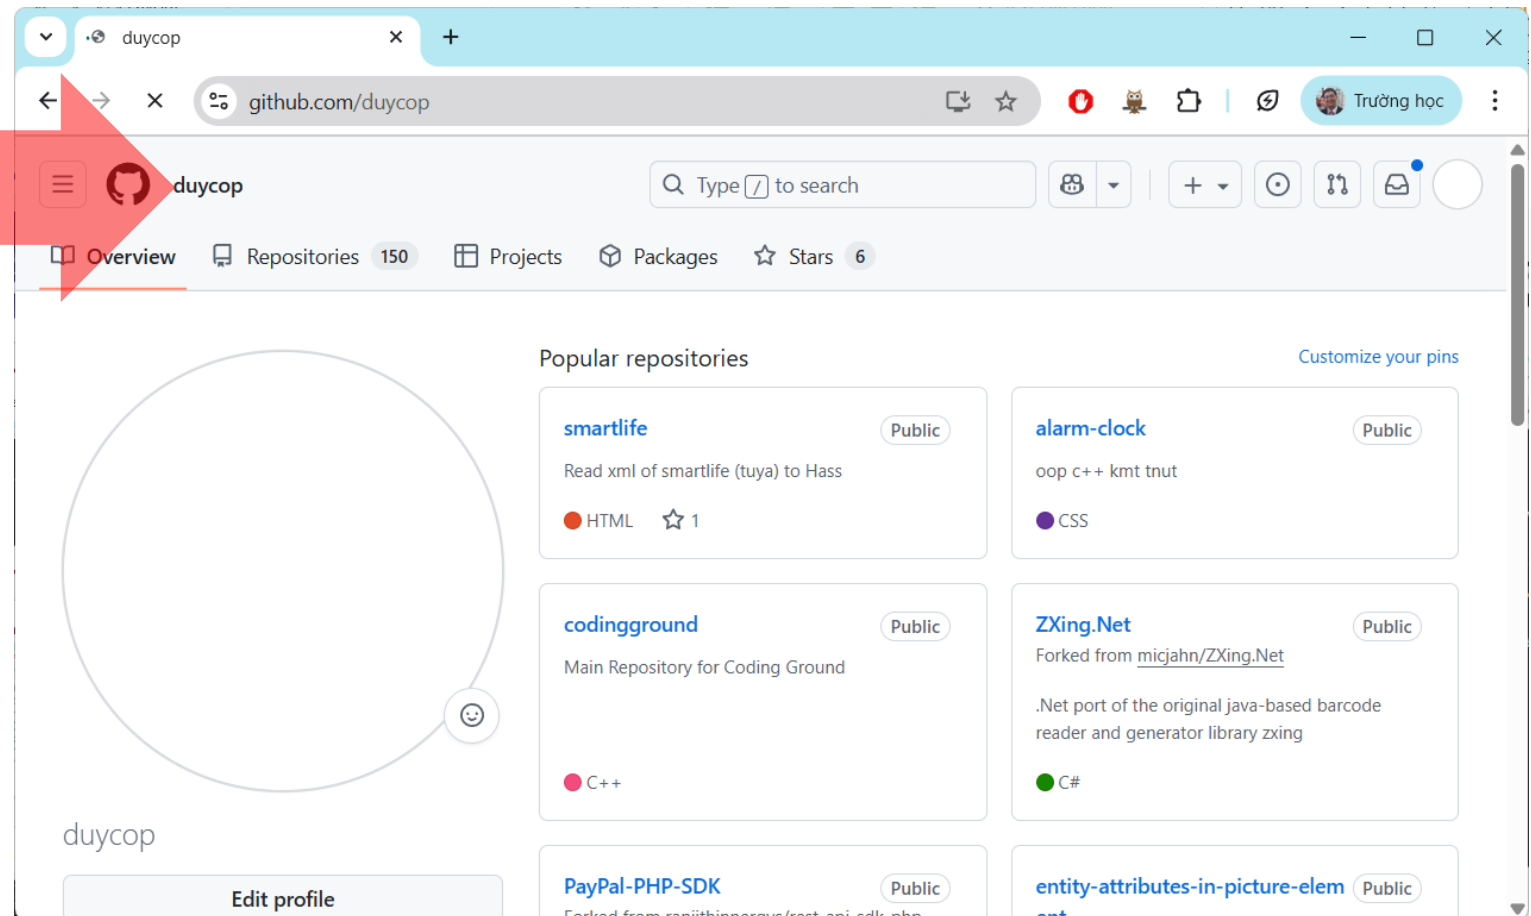 duycop
github.com/duycop
Trường học
duycop
Type / to search
Overview
Repositories 150
Projects
Packages
Stars 6
Popular repositories
Customize your pins
smartlife Public
Read xml of smartlife (tuya) to Hass
HTML 1
alarm-clock Public
oop c++ kmt tnut
CSS
codingground Public
Main Repository for Coding Ground
C++
ZXing.Net Public
Forked from micjahn/ZXing.Net
.Net port of the original java-based barcode
reader and generator library zxing
C#
duycop
Edit profile
PayPal-PHP-SDK Public
Forked from
entity-attributes-in-picture-elem Public
ent